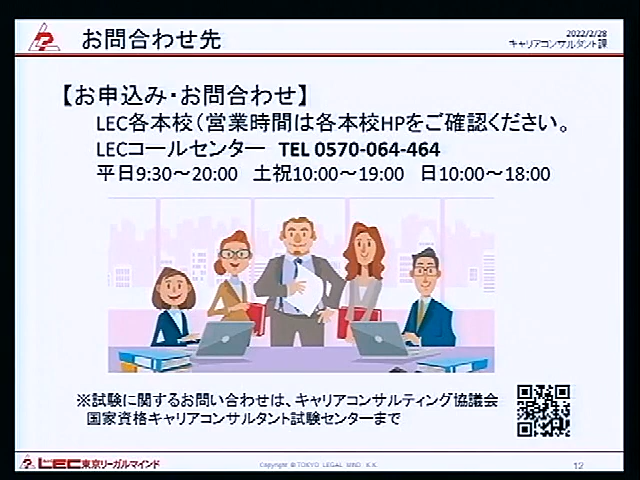 お問合わせ先
2022/2/28
キャリアコンサルタント課
【お申込み・お問合わせ】
LEC各本校（営業時間は各本校HPをご確認ください。
LECコールセンター TEL 0570-064-464
平日9:30～20:00 土祝10:00～19:00 日10:00～18:00
※試験に関するお問い合わせは、キャリアコンサルティング協議会
国家資格キャリアコンサルタント試験センターまで
LEC東京リーガルマインド
Copyright © TOKYO LEGAL MIND K.K.
12